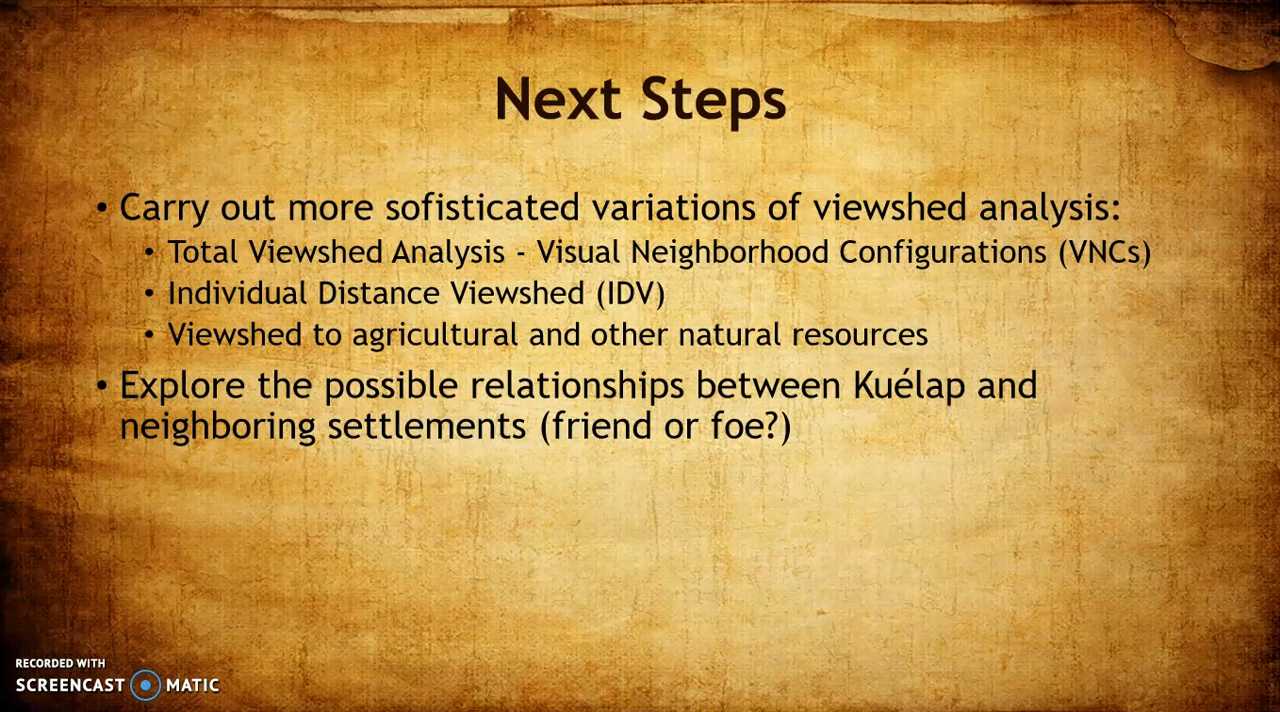 Next Steps
• Carry out more sofisticated variations of viewshed analysis:
• Total Viewshed Analysis - Visual Neighborhood Configurations (VNCs)
• Individual Distance Viewshed (IDV)
• Viewshed to agricultural and other natural resources
• Explore the possible relationships between Kuélap and
neighboring settlements (friend or foe?)
RECORDED WITH
SCREENCAST MATIC